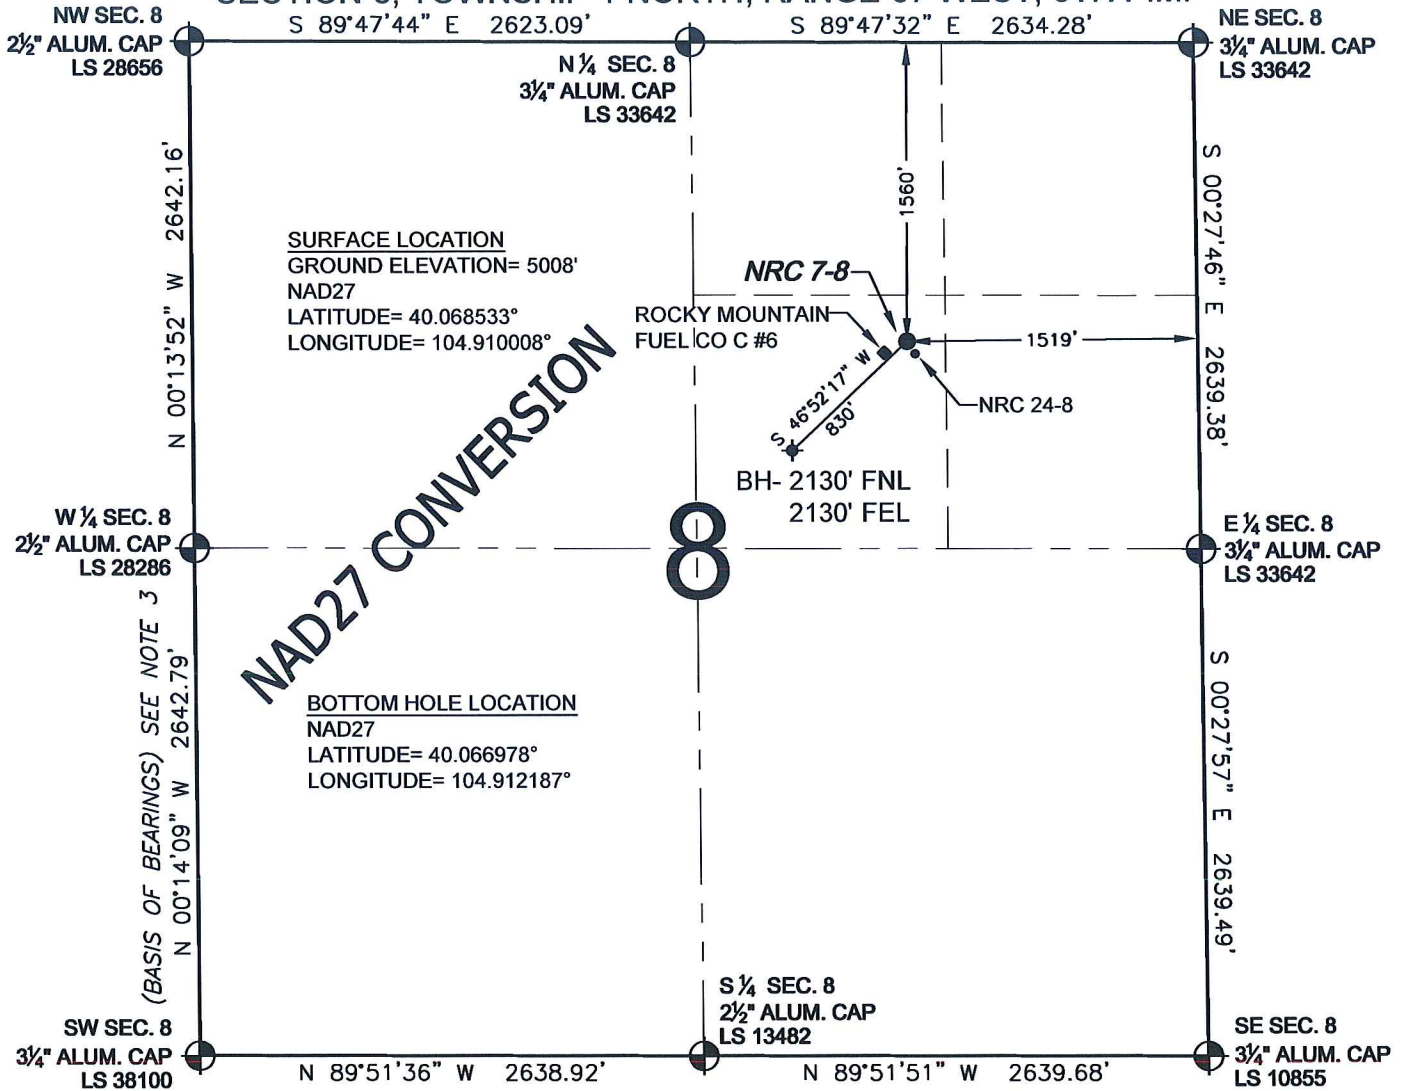 S 89°47'44" E 2623.09'
S 89°47'32" E 2634.28'
NW SEC. 8
2½" ALUM. CAP
LS 28656
N ¼ SEC. 8
3¼" ALUM. CAP
LS 33642
NE SEC. 8
3¼" ALUM. CAP
LS 33642
N 00°13'52" W 2642.16'
S 00°27'46" E 2639.38'
1560'
SURFACE LOCATION
GROUND ELEVATION= 5008'
NAD27
LATITUDE= 40.068533°
LONGITUDE= 104.910008°
NRC 7-8
ROCKY MOUNTAIN
FUEL CO C #6
1519'
NRC 24-8
S 46°52'17" W
830'
BH- 2130' FNL
2130' FEL
NAD27 CONVERSION
8
W ¼ SEC. 8
2½" ALUM. CAP
LS 28286
E ¼ SEC. 8
3¼" ALUM. CAP
LS 33642
(BASIS OF BEARINGS) SEE NOTE 3
N 00°14'09" W 2642.79'
S 00°27'57" E 2639.49'
BOTTOM HOLE LOCATION
NAD27
LATITUDE= 40.066978°
LONGITUDE= 104.912187°
SW SEC. 8
3¼" ALUM. CAP
LS 38100
S ¼ SEC. 8
2½" ALUM. CAP
LS 13482
SE SEC. 8
3¼" ALUM. CAP
LS 10855
N 89°51'36" W 2638.92'
N 89°51'51" W 2639.68'